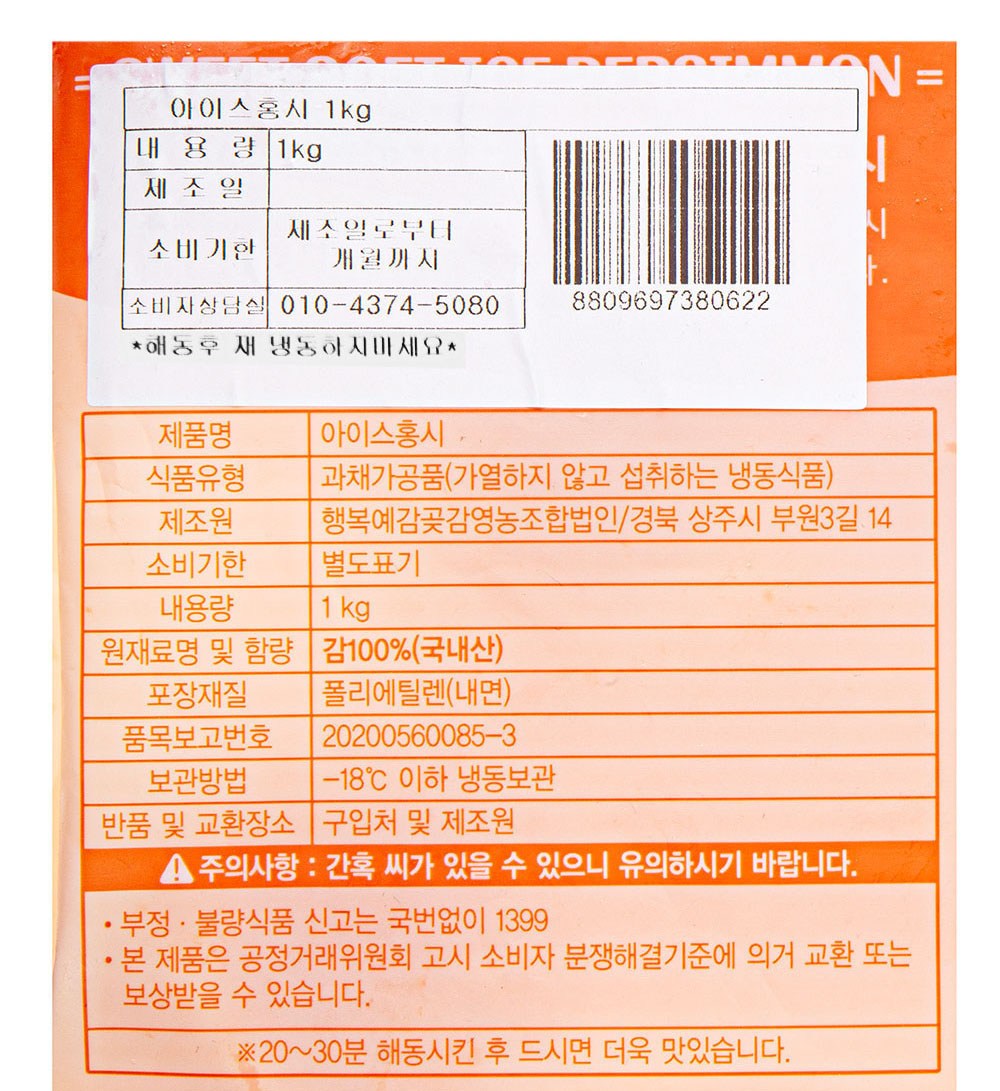 아이스홍시 1kg
내 용 량 1kg
제 조 일
소비기한 제조일로부터
개월까지
소비자상담실 010-4374-5080
8809697380622
*해동후 재 냉동하지마세요*
제품명 아이스홍시
식품유형 과채가공품(가열하지 않고 섭취하는 냉동식품)
제조원 행복예감곶감영농조합법인/경북 상주시 부원3길 14
소비기한 별도표기
내용량 1 kg
원재료명 및 함량 감100%(국내산)
포장재질 폴리에틸렌(내면)
품목보고번호 20200560085-3
보관방법 -18℃ 이하 냉동보관
반품 및 교환장소 구입처 및 제조원
주의사항 : 간혹 씨가 있을 수 있으니 유의하시기 바랍니다.
• 부정 · 불량식품 신고는 국번없이 1399
• 본 제품은 공정거래위원회 고시 소비자 분쟁해결기준에 의거 교환 또는
보상받을 수 있습니다.
※20~30분 해동시킨 후 드시면 더욱 맛있습니다.